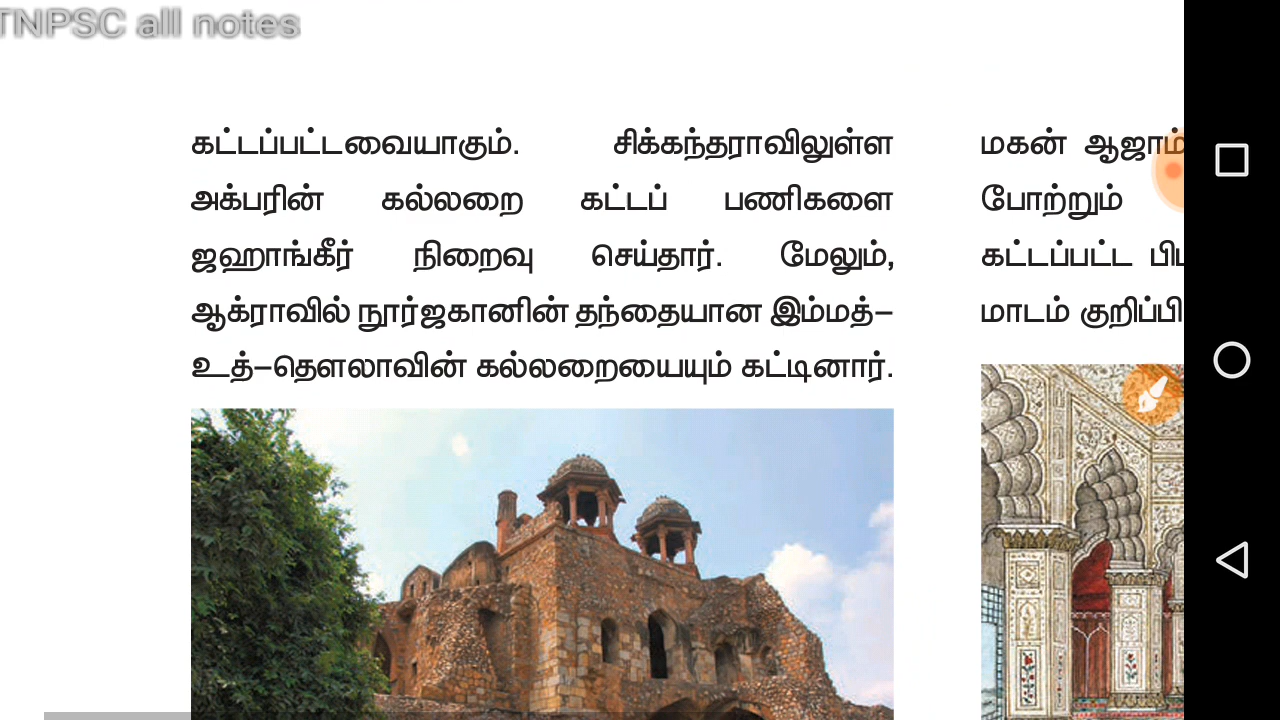 TNPSC all notes
கட்டப்பட்டவையாகும். சிக்கந்தராவிலுள்ள
அக்பரின் கல்லறை கட்டப் பணிகளை
ஜஹாங்கீர் நிறைவு செய்தார். மேலும்,
ஆக்ராவில் நூர்ஜகானின் தந்தையான இம்மத்–
உத்–தௌலாவின் கல்லறையையும் கட்டினார்.
மகன் ஆஜாம்
போற்றும்
கட்டப்பட்ட
மாடம்